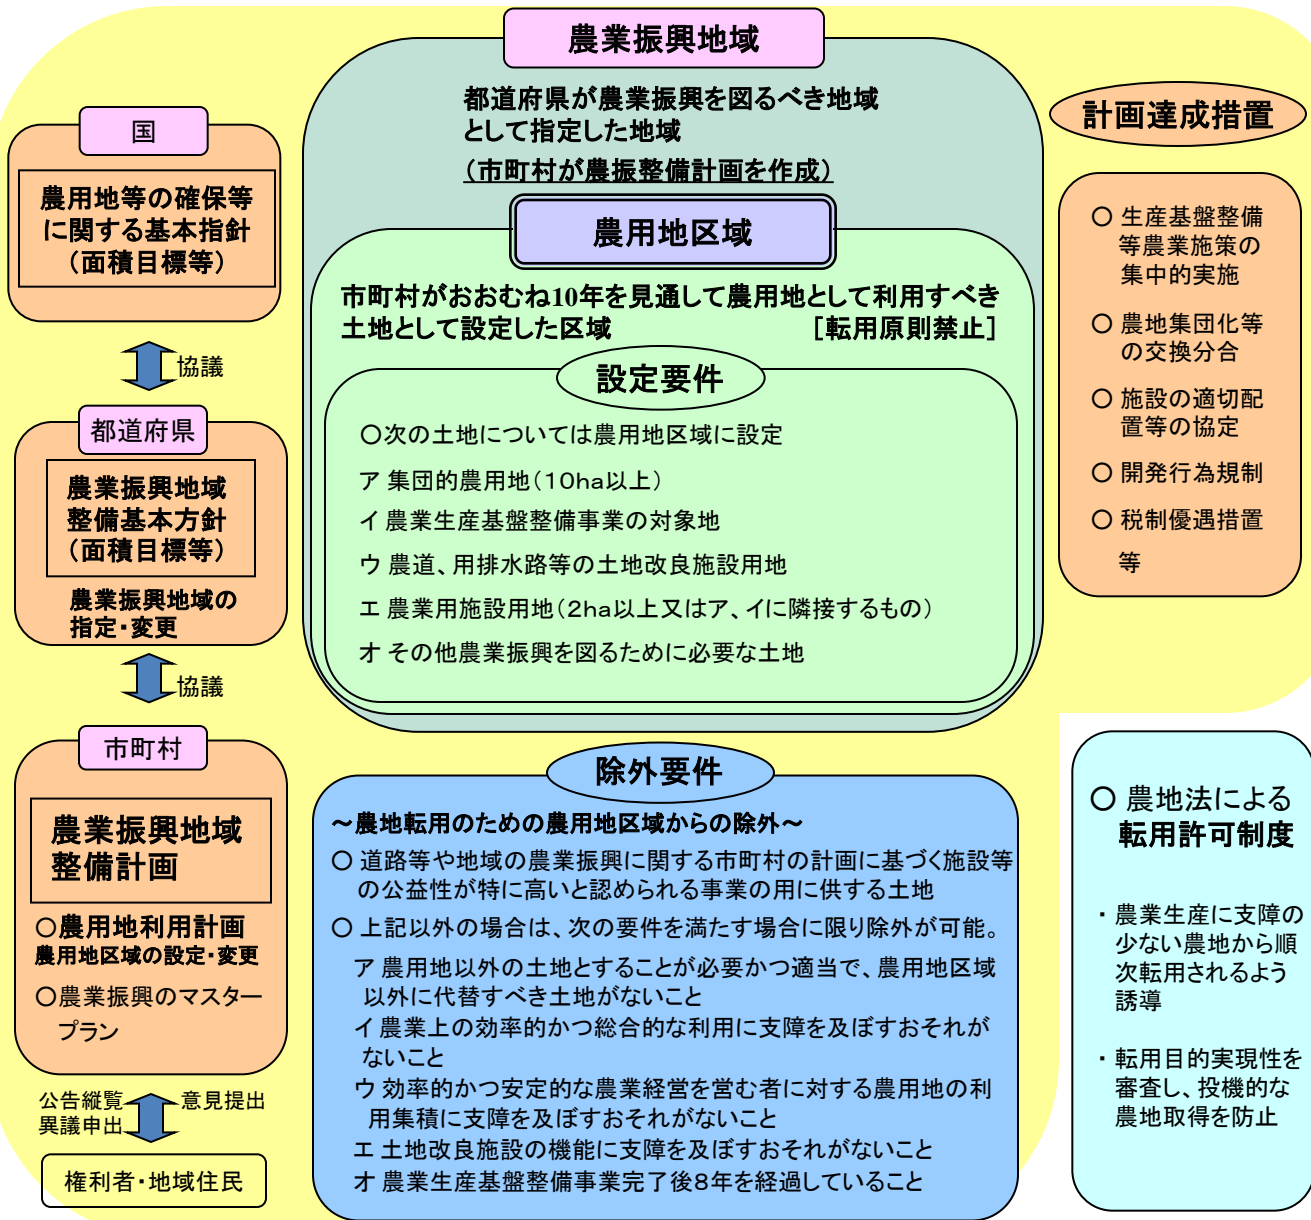 農業振興地域
都道府県が農業振興を図るべき地域
として指定した地域
（市町村が農振整備計画を作成）
農用地区域
市町村がおおむね10年を見通して農用地として利用すべき
土地として設定した区域 ［転用原則禁止］
設定要件
○次の土地については農用地区域に設定
ア 集団的農用地（10ha以上）
イ 農業生産基盤整備事業の対象地
ウ 農道、用排水路等の土地改良施設用地
エ 農業用施設用地（2ha以上又はア、イに隣接するもの）
オ その他農業振興を図るために必要な土地
国
農用地等の確保等
に関する基本指針
（面積目標等）
協議
都道府県
農業振興地域
整備基本方針
（面積目標等）
農業振興地域の
指定・変更
協議
市町村
農業振興地域
整備計画
○農用地利用計画
農用地区域の設定・変更
○農業振興のマスター
プラン
公告縦覧
異議申出
意見提出
権利者・地域住民
除外要件
～農地転用のための農用地区域からの除外～
○ 道路等や地域の農業振興に関する市町村の計画に基づく施設等
の公益性が特に高いと認められる事業の用に供する土地
○ 上記以外の場合は、次の要件を満たす場合に限り除外が可能。
ア 農用地以外の土地とすることが必要かつ適当で、農用地区域
以外に代替すべき土地がないこと
イ 農業上の効率的かつ総合的な利用に支障を及ぼすおそれが
ないこと
ウ 効率的かつ安定的な農業経営を営む者に対する農用地の利
用集積に支障を及ぼすおそれがないこと
エ 土地改良施設の機能に支障を及ぼすおそれがないこと
オ 農業生産基盤整備事業完了後8年を経過していること
計画達成措置
○ 生産基盤整備
等農業施策の
集中的実施
○ 農地集団化等
の交換分合
○ 施設の適切配
置等の協定
○ 開発行為規制
○ 税制優遇措置
等
○ 農地法による
転用許可制度
・ 農業生産に支障の
少ない農地から順
次転用されるよう
誘導
・ 転用目的実現性を
審査し、投機的な
農地取得を防止